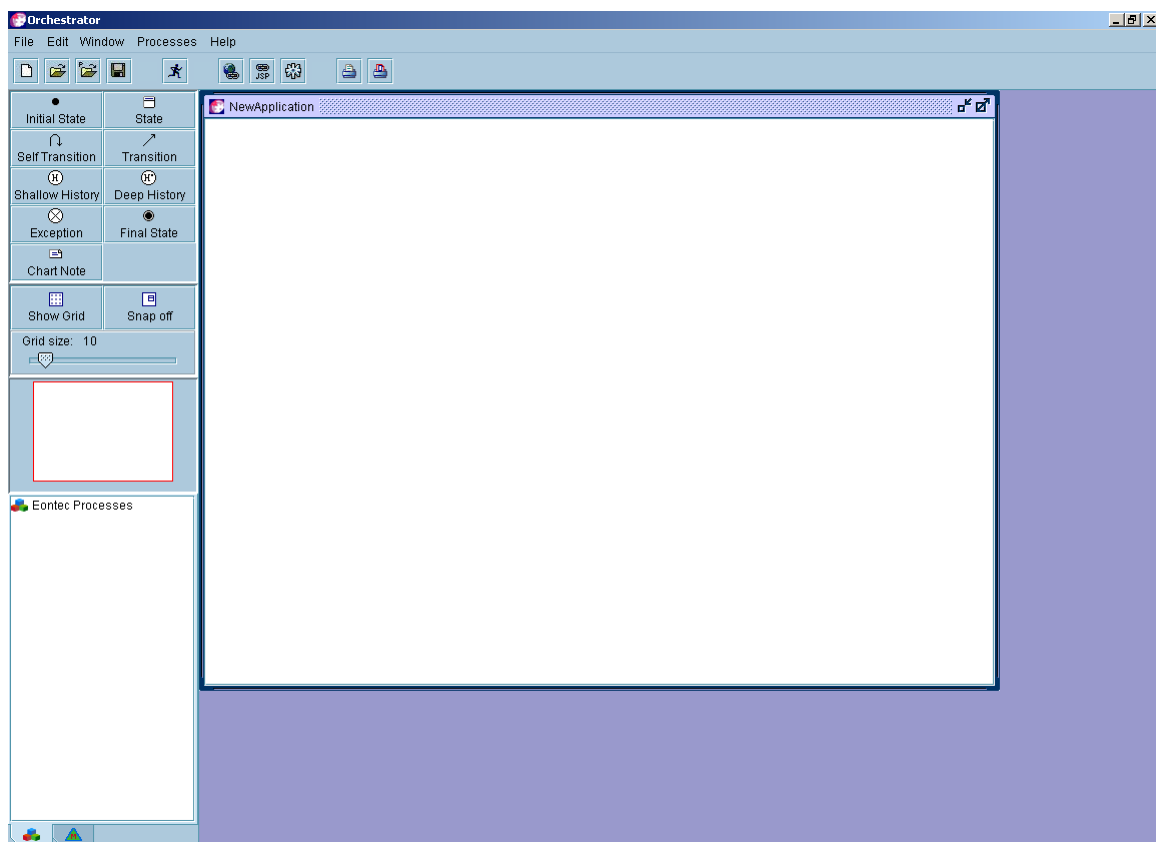 Orchestrator
File Edit Window Processes Help
JSP
NewApplication
Initial State State
Self Transition Transition
H H*
Shallow History Deep History
Exception Final State
Chart Note
Show Grid Snap off
Grid size: 10
Eontec Processes